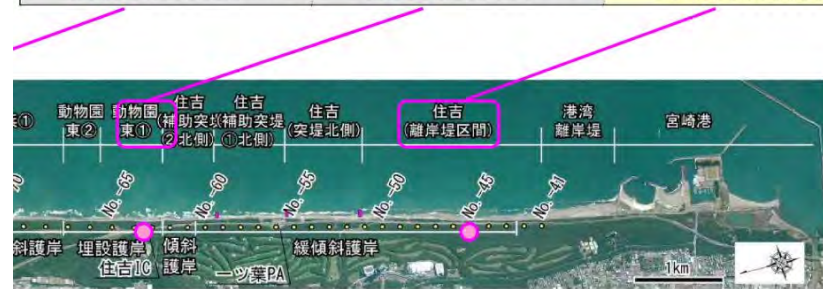 動物園
東②
動物園
東①
住吉
(補助突堤
②北側)
住吉
(補助突堤
①北側)
住吉
(突堤北側)
住吉
(離岸堤区間)
港湾
離岸堤
宮崎港
No.-65
No.-60
No.-55
No.-50
No.-45
No.-41
斜護岸
埋設護岸
傾斜
護岸
緩傾斜護岸
住吉IC
一ツ葉PA
1km